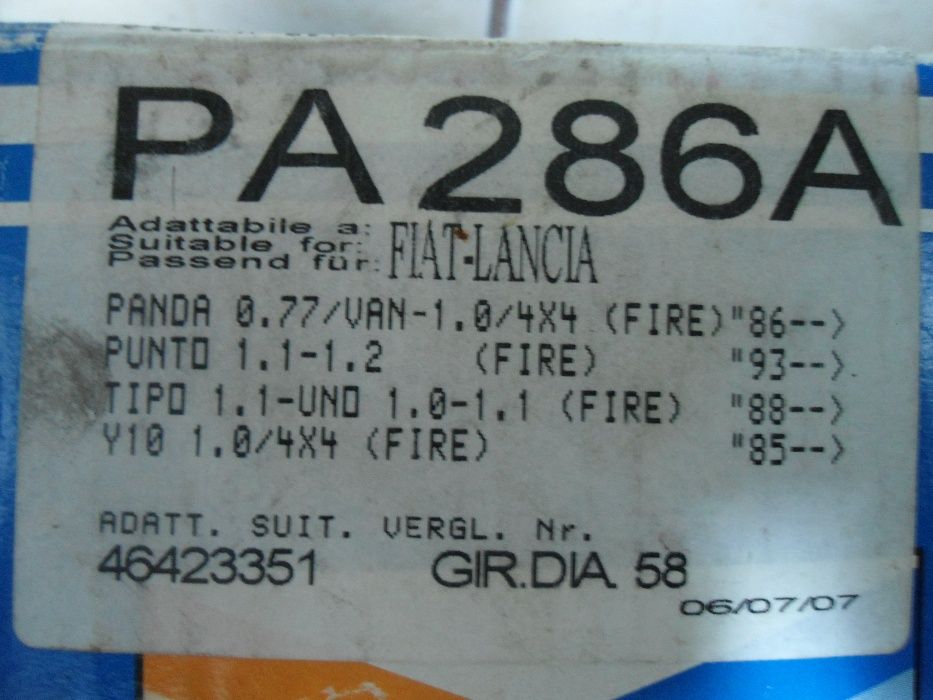 PA286A
Adattabile a:
Suitable for:
Passend für: FIAT-LANCIA
PANDA 0.77/VAN-1.0/4X4 (FIRE) "86-->
PUNTO 1.1-1.2 (FIRE) "93-->
TIPO 1.1-UNO 1.0-1.1 (FIRE) "88-->
Y10 1.0/4X4 (FIRE) "85-->
ADATT. SUIT. VERGL. Nr.
46423351 GIR.DIA. 58
06/07/07